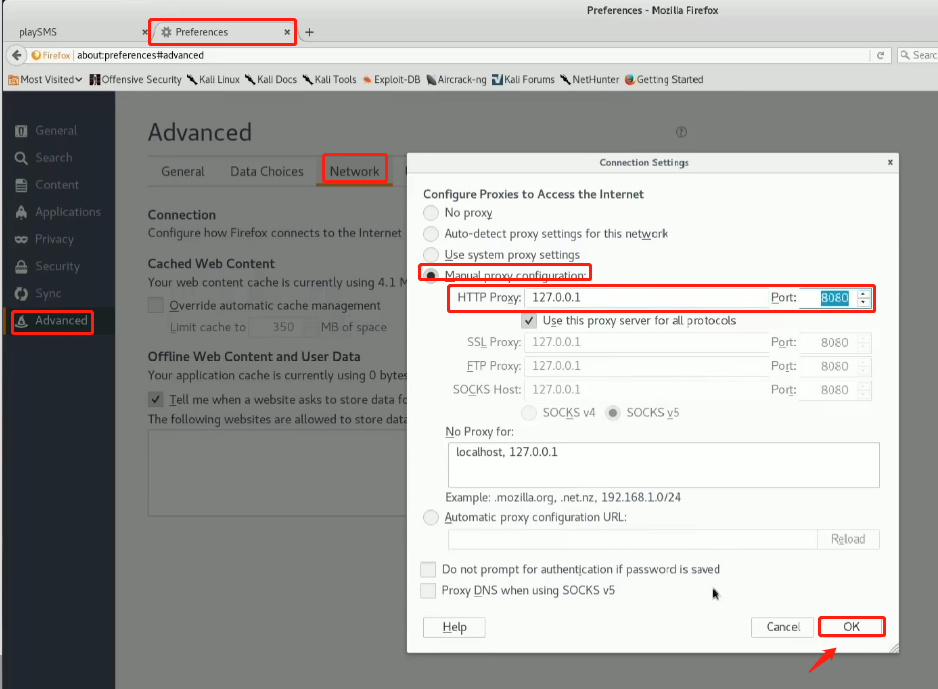 Preferences - Mozilla Firefox
playSMS × Preferences × +
Firefox about:preferences#advanced Searc
Most Visited Offensive Security Kali Linux Kali Docs Kali Tools Exploit-DB Aircrack-ng Kali Forums NetHunter Getting Started
General
Search
Content
Applications
Privacy
Security
Sync
Advanced
Advanced
General Data Choices Network
Connection
Configure how Firefox connects to the Internet
Cached Web Content
Your web content cache is currently using 4.1 M
Override automatic cache management
Limit cache to 350 MB of space
Offline Web Content and User Data
Your application cache is currently using 0 bytes
Tell me when a website asks to store data fo
The following websites are allowed to store data
Connection Settings x
Configure Proxies to Access the Internet
No proxy
Auto-detect proxy settings for this network
Use system proxy settings
Manual proxy configuration:
HTTP Proxy: 127.0.0.1 Port: 8080
Use this proxy server for all protocols
SSL Proxy: 127.0.0.1 Port: 8080
FTP Proxy: 127.0.0.1 Port: 8080
SOCKS Host: 127.0.0.1 Port: 8080
SOCKS v4 SOCKS v5
No Proxy for:
localhost, 127.0.0.1
Example: .mozilla.org, .net.nz, 192.168.1.0/24
Automatic proxy configuration URL:
Reload
Do not prompt for authentication if password is saved
Proxy DNS when using SOCKS v5
Help Cancel OK